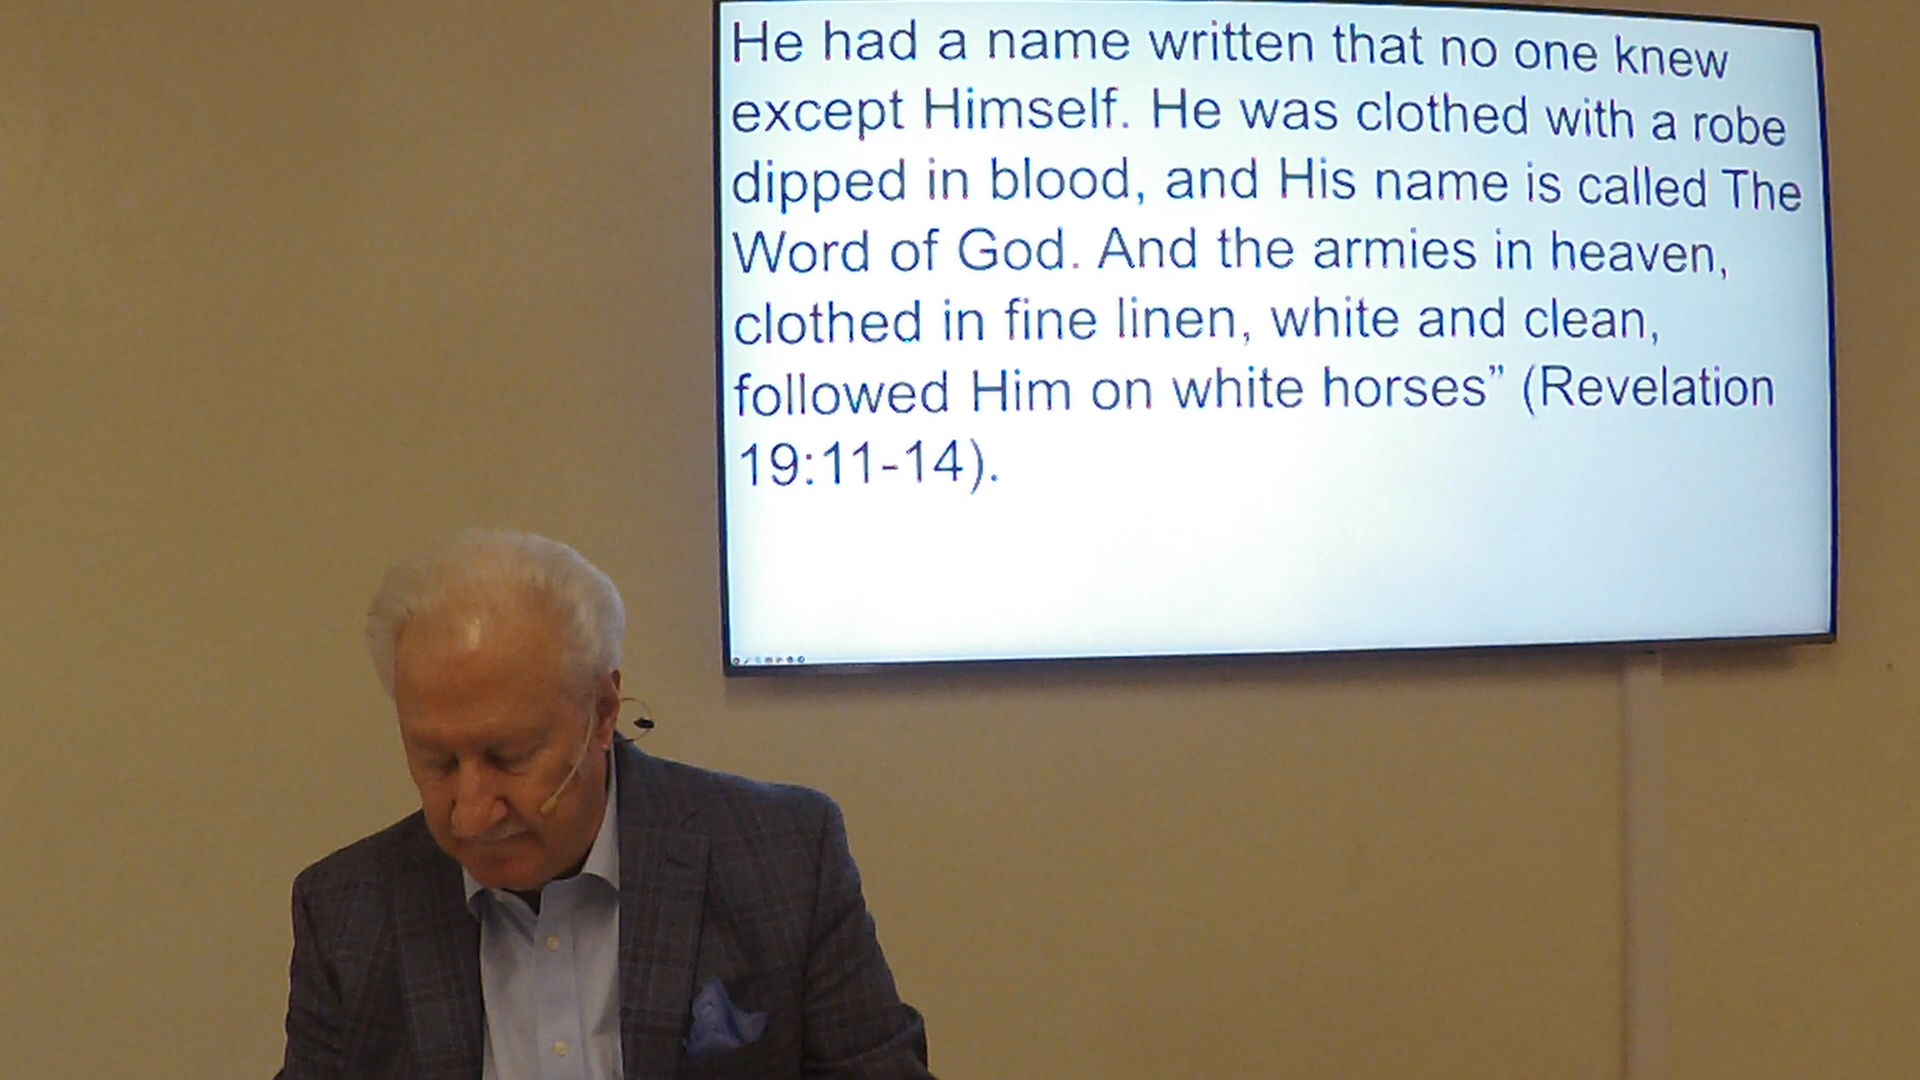 He had a name written that no one knew
except Himself. He was clothed with a robe
dipped in blood, and His name is called The
Word of God. And the armies in heaven,
clothed in fine linen, white and clean,
followed Him on white horses” (Revelation
19:11-14).